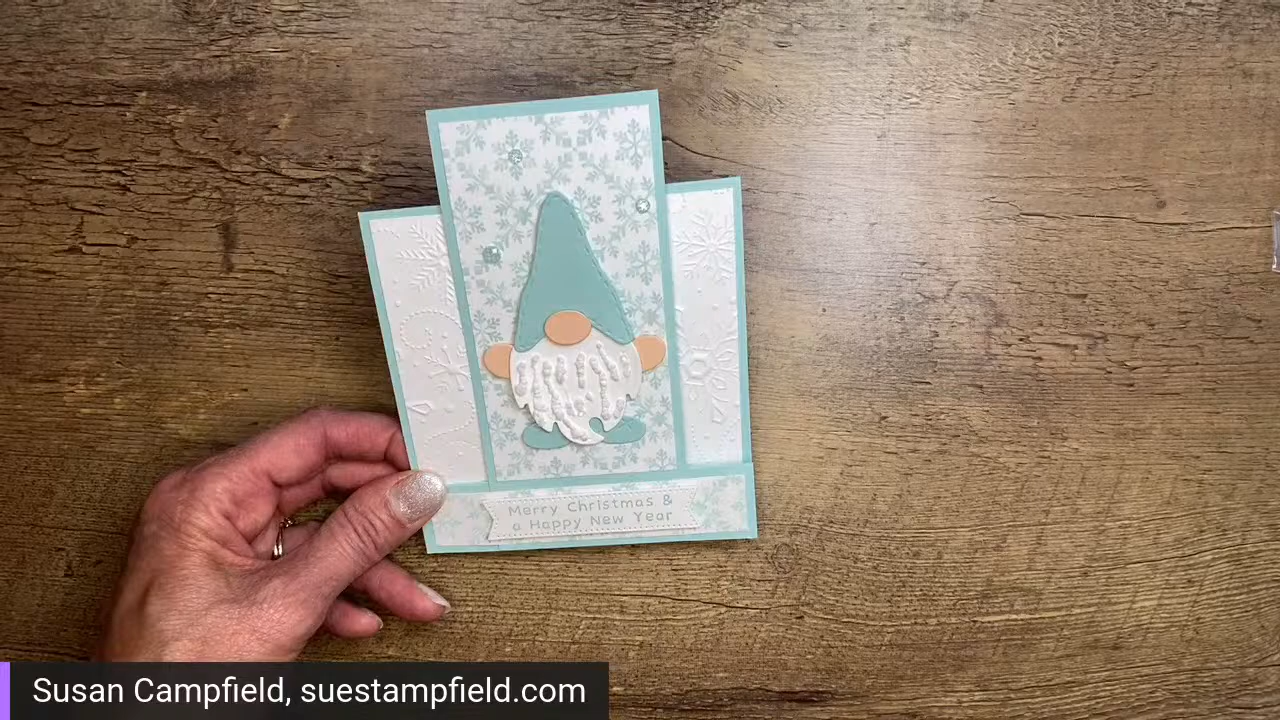 Merry Christmas &
a Happy New Year
Susan Campfield, suestampfield.com